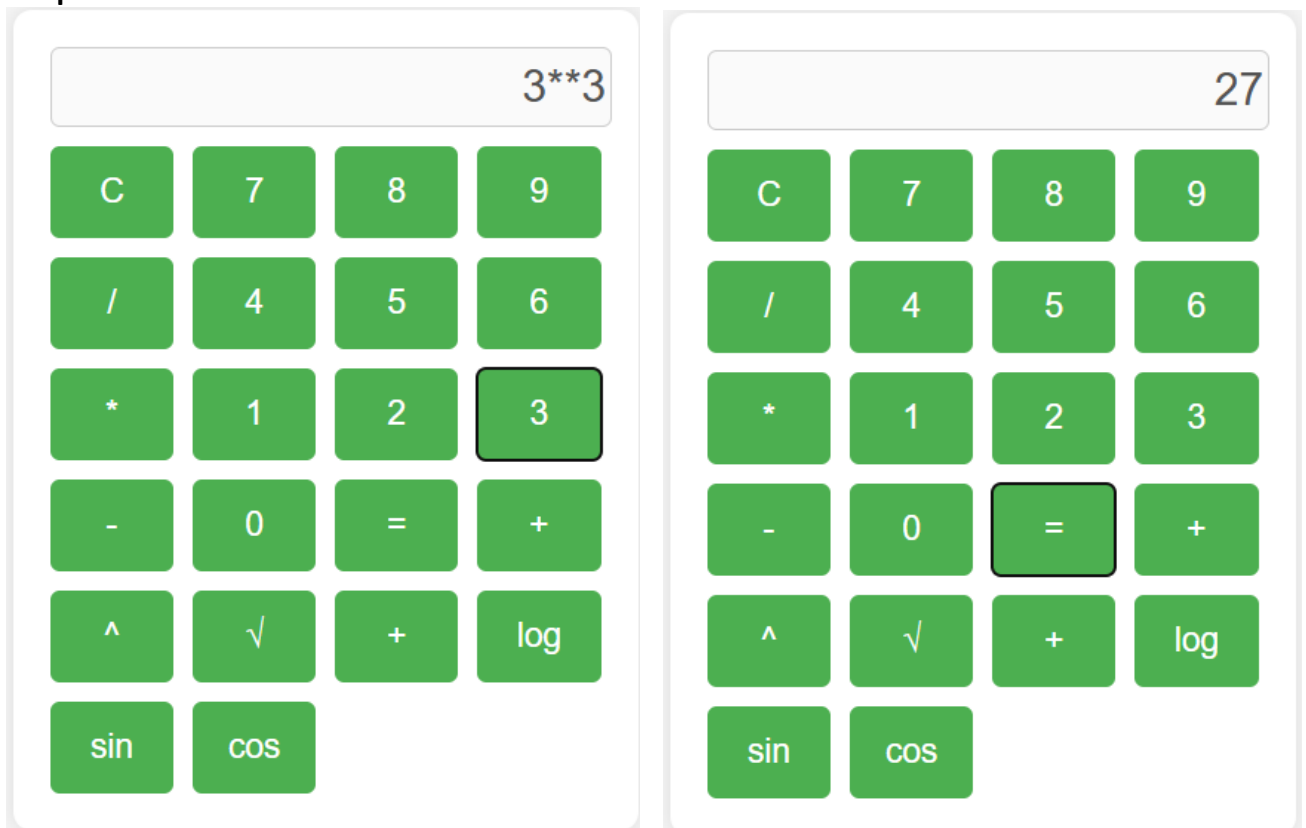 3**3
C 7 8 9
/ 4 5 6
* 1 2 3
- 0 = +
^ √ + log
sin cos
27
C 7 8 9
/ 4 5 6
* 1 2 3
- 0 = +
^ √ + log
sin cos